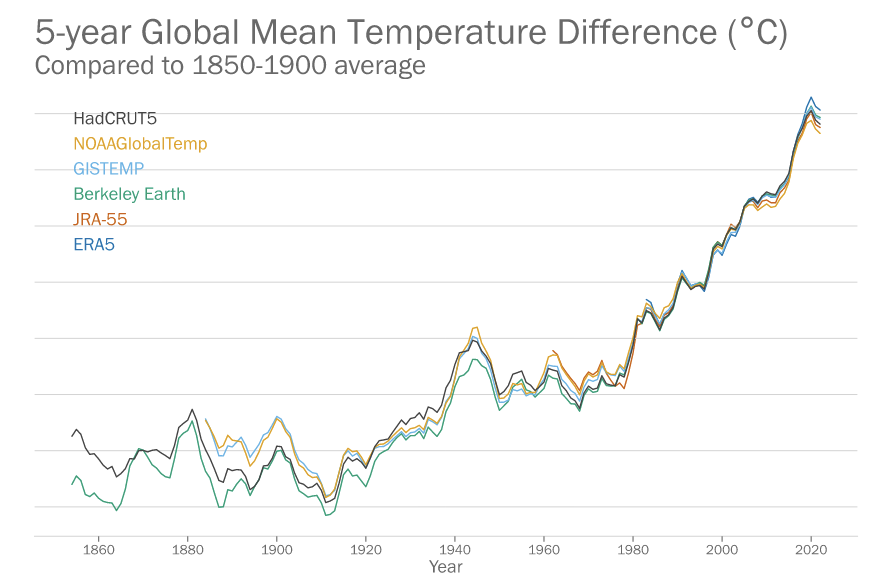 5-year Global Mean Temperature Difference (°C)
Compared to 1850-1900 average
HadCRUT5
NOAAGlobalTemp
GISTEMP
Berkeley Earth
JRA-55
ERA5
1860 1880 1900 1920 1940 1960 1980 2000 2020
Year